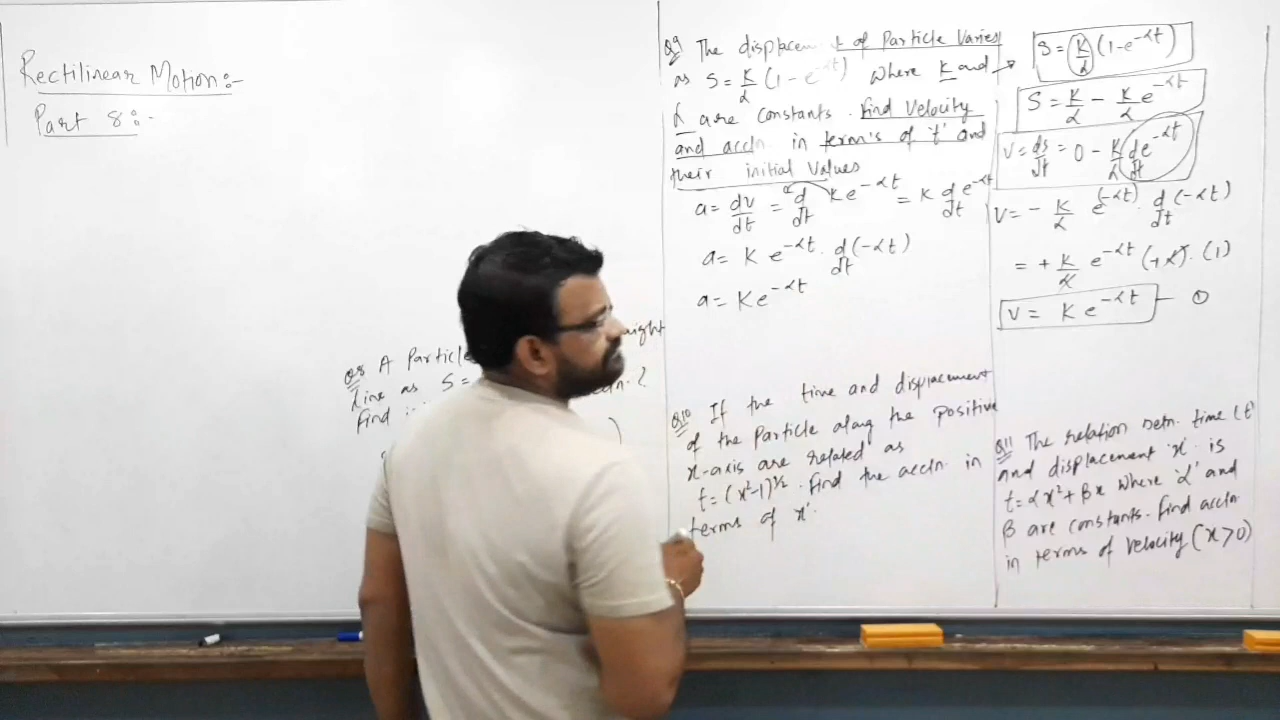 Rectilinear Motion:-
Part 8:-
Q8 A Particle ight
line as S=
Find
Q9 The displacem t of Particle Varies
as S = K/α (1 - e^-αt) where K and
α are constants. Find Velocity
and accln. in term's of 't' and
their initial Values
a = dv/dt = d/dt Ke^-αt = K d/dt e^-αt
a = K e^-αt . d/dt (-αt)
a = Ke^-αt
S = K/α (1-e^-αt)
S = K/α - K/α e^-αt
V = ds/dt = 0 - K/α d/dt e^-αt
V = - K/α e^(-αt) . d/dt (-αt)
= + K/α e^-αt (+α). (1)
V = K e^-αt — ①
Q10 If the time and displacement
of the Particle along the positive
x-axis are related as
t = (x²-1)^1/2 . Find the accln. in
terms of 'x'.
Q11 The relation betn. time 't'
and displacement 'x' is
t = αx² + βx where 'α' and
β are constants. Find accln
in terms of Velocity (x>0)